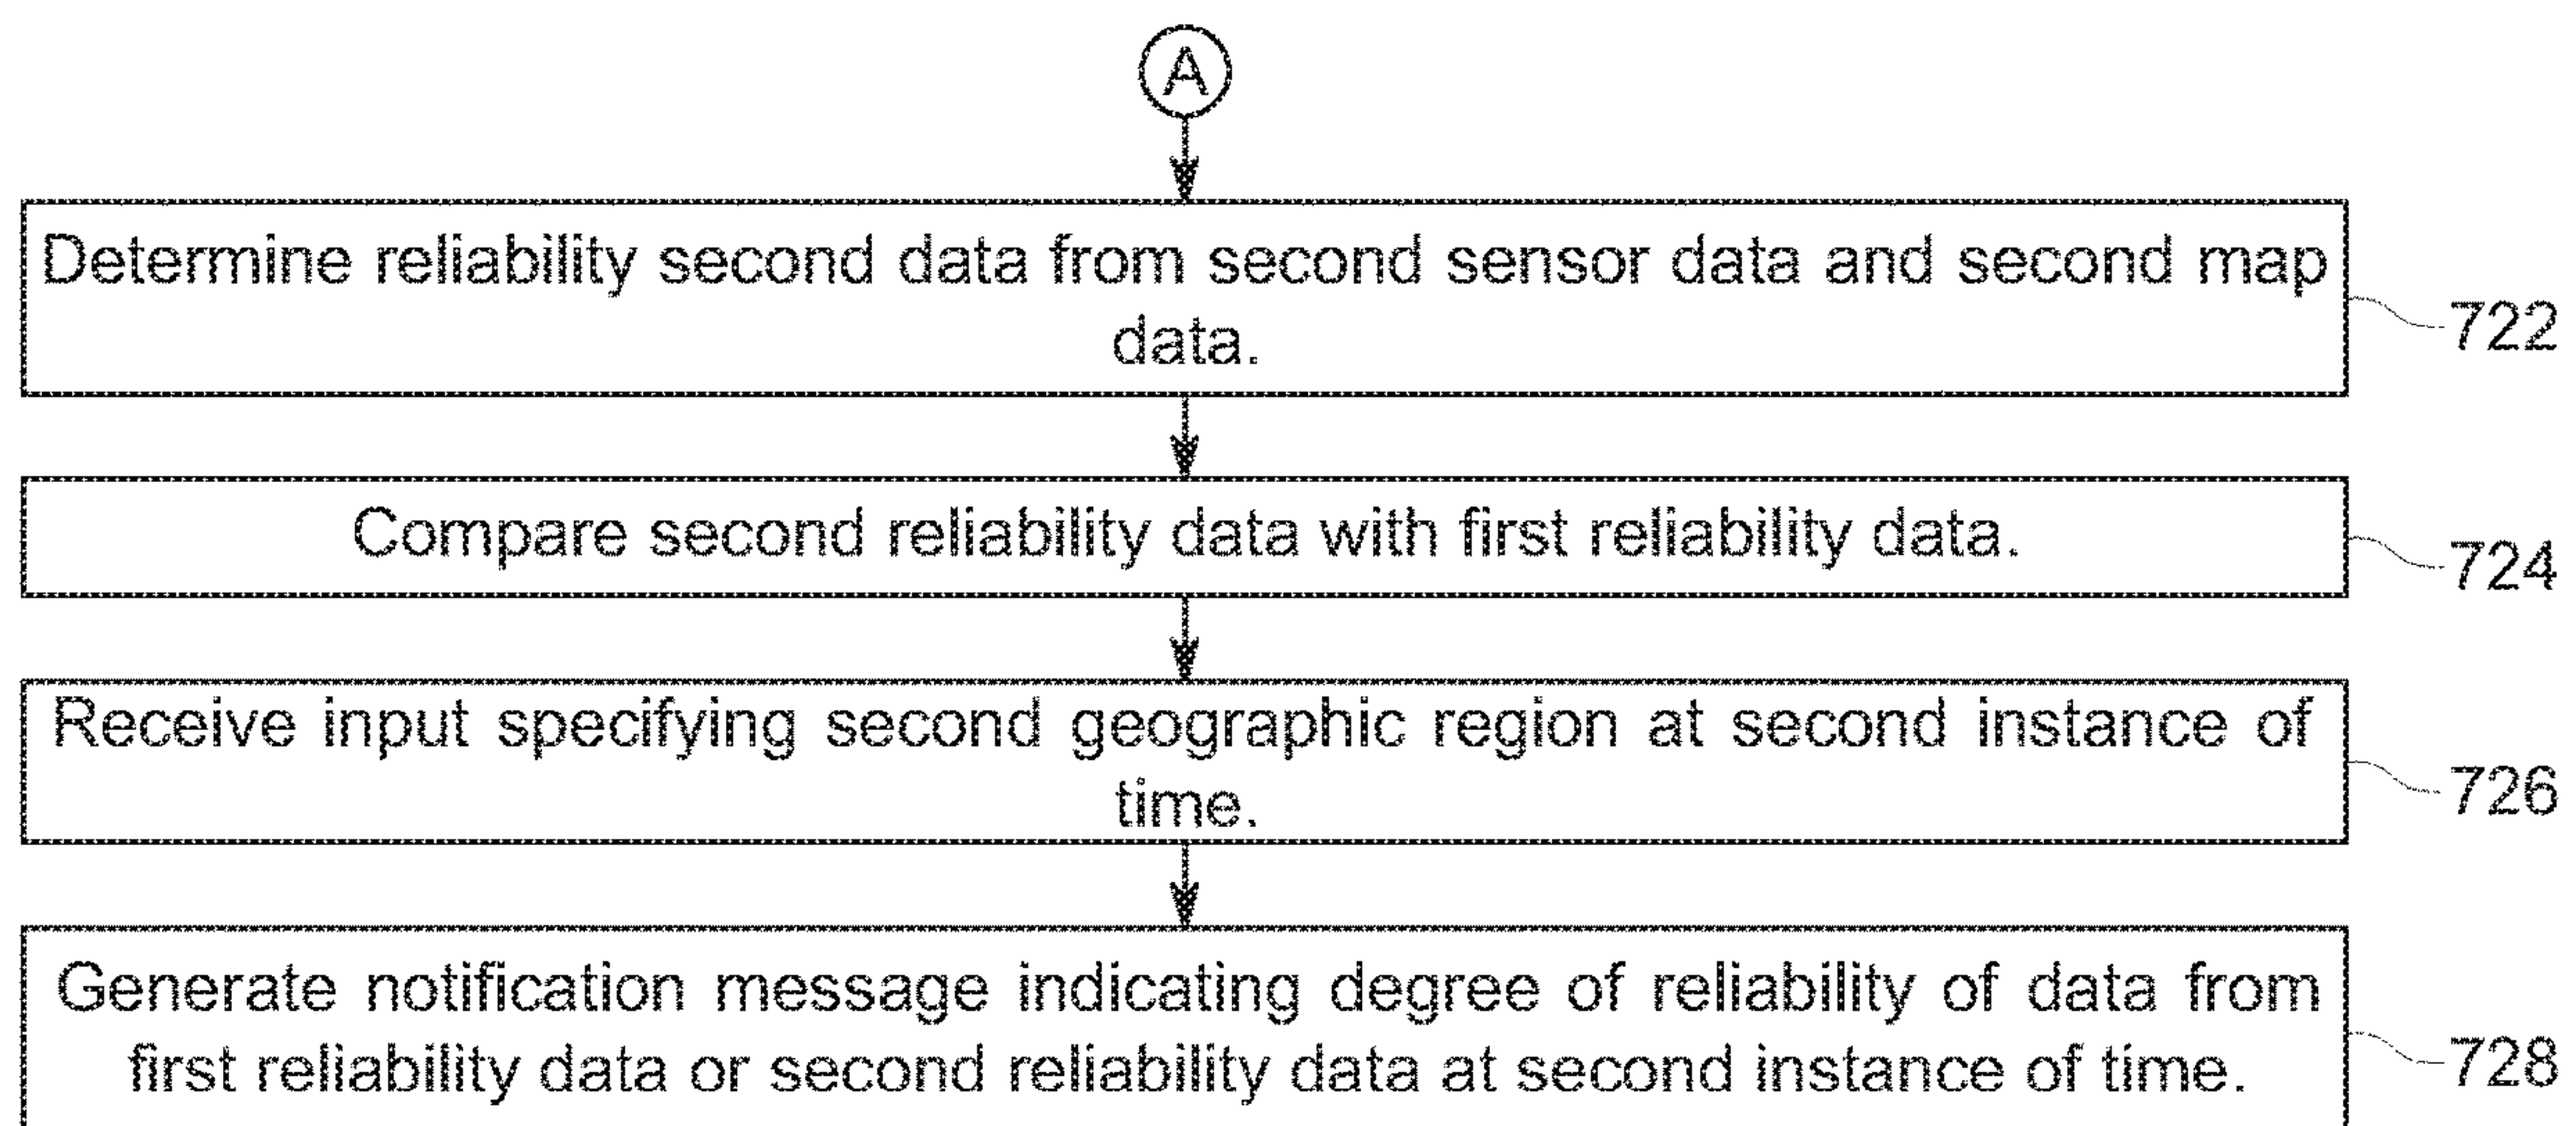 A
Determine reliability second data from second sensor data and second map
data.
722
Compare second reliability data with first reliability data.
724
Receive input specifying second geographic region at second instance of
time.
726
Generate notification message indicating degree of reliability of data from
first reliability data or second reliability data at second instance of time.
728